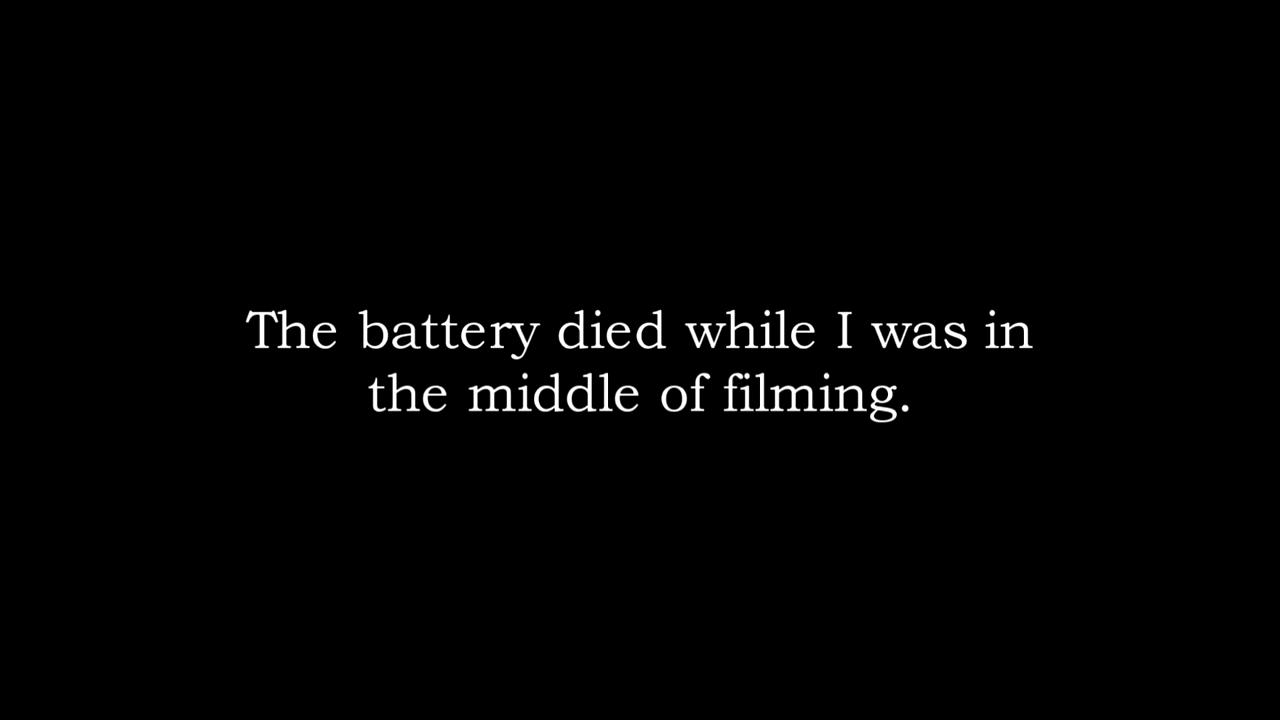 The battery died while I was in
the middle of filming.